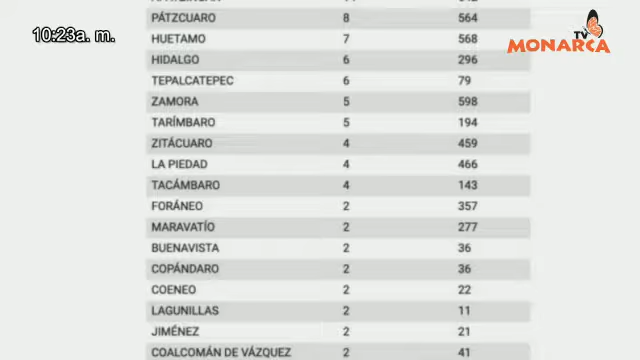 10:23a. m.
TV
MONARCA
PÁTZCUARO 8 564
HUETAMO 7 568
HIDALGO 6 296
TEPALCATEPEC 6 79
ZAMORA 5 598
TARÍMBARO 5 194
ZITÁCUARO 4 459
LA PIEDAD 4 466
TACÁMBARO 4 143
FORÁNEO 2 357
MARAVATÍO 2 277
BUENAVISTA 2 36
COPÁNDARO 2 36
COENEO 2 22
LAGUNILLAS 2 11
JIMÉNEZ 2 21
COALCOMÁN DE VÁZQUEZ 2 41